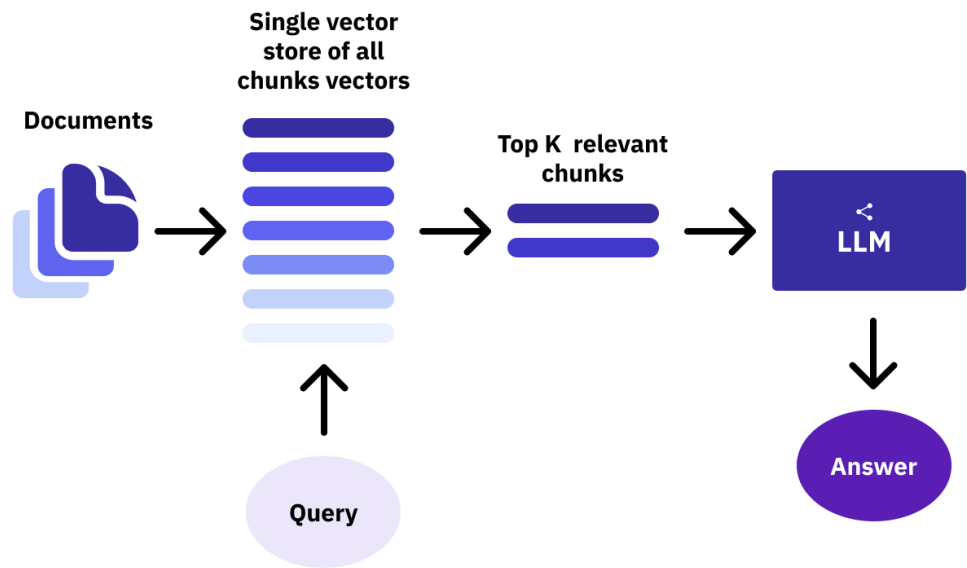 Single vector
store of all
chunks vectors
Documents
Top K relevant
chunks
LLM
Query
Answer